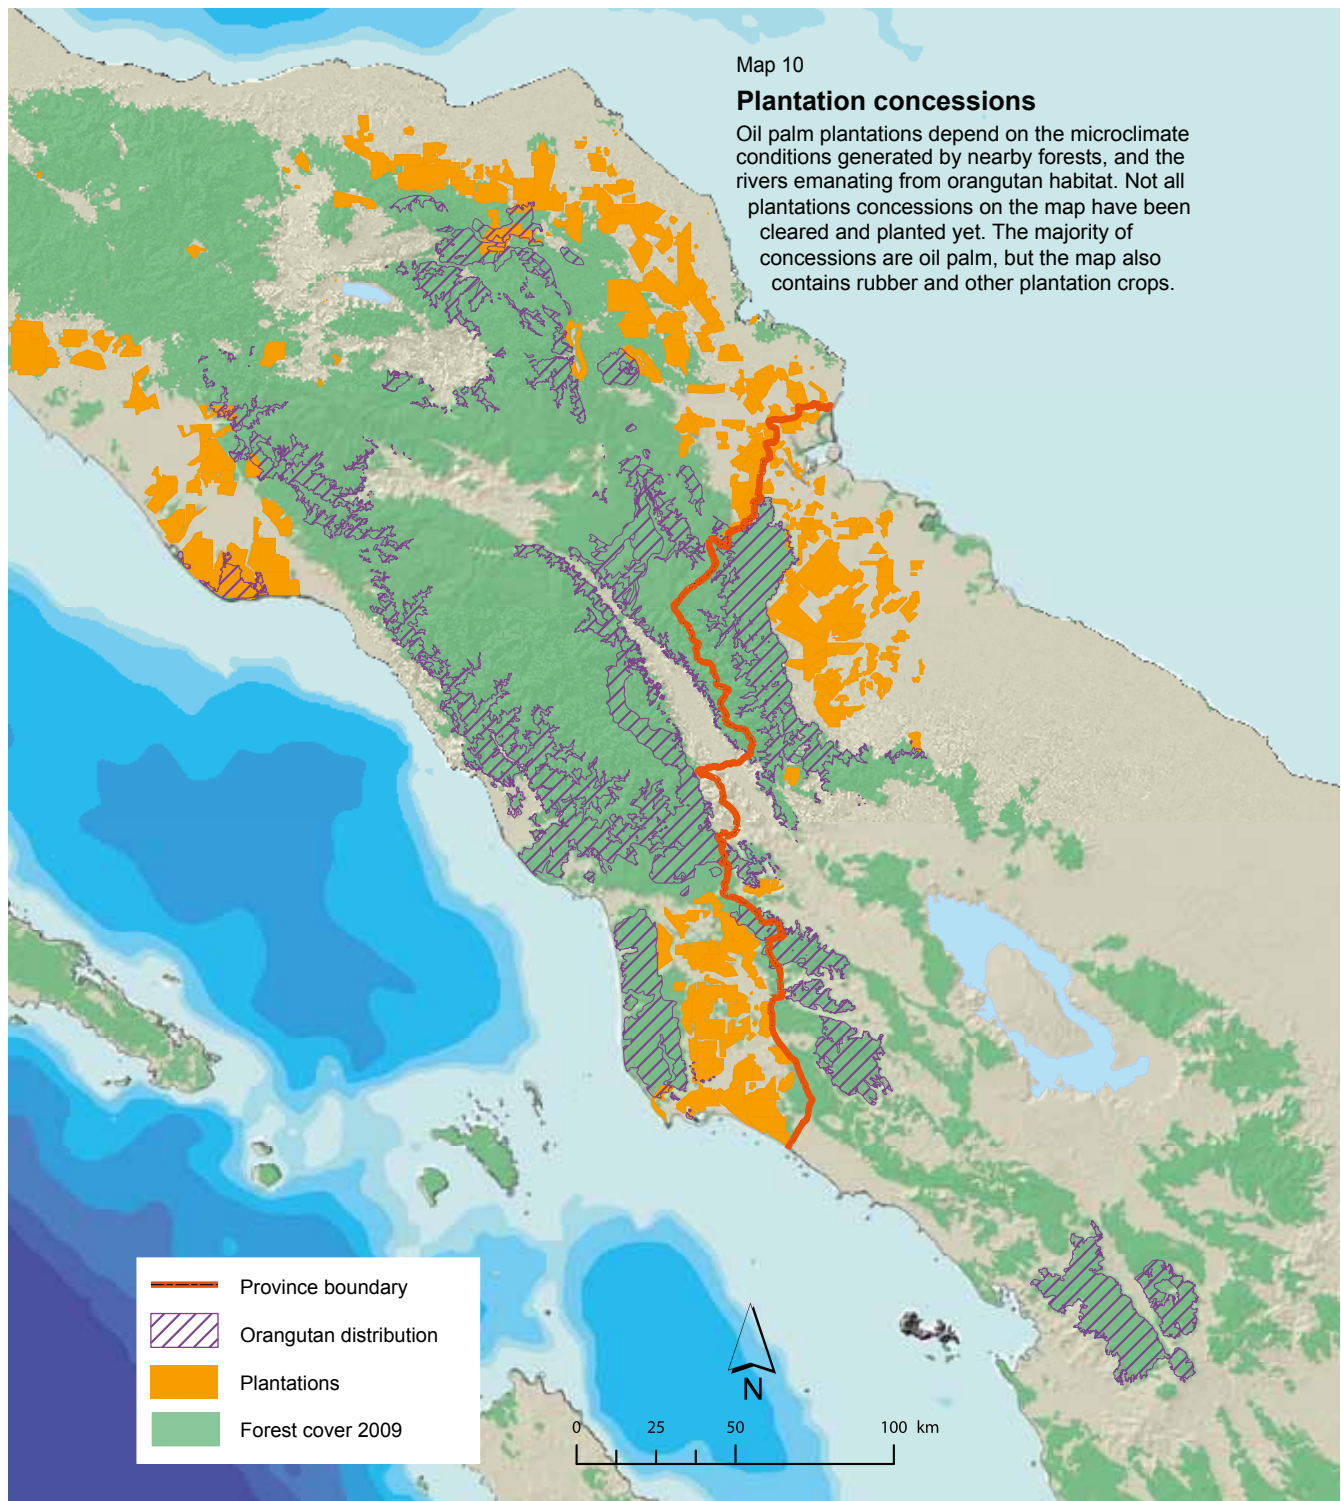 Map 10
Plantation concessions
Oil palm plantations depend on the microclimate
conditions generated by nearby forests, and the
rivers emanating from orangutan habitat. Not all
plantations concessions on the map have been
cleared and planted yet. The majority of
concessions are oil palm, but the map also
contains rubber and other plantation crops.
Province boundary
Orangutan distribution
Plantations
Forest cover 2009
N
0 25 50 100 km